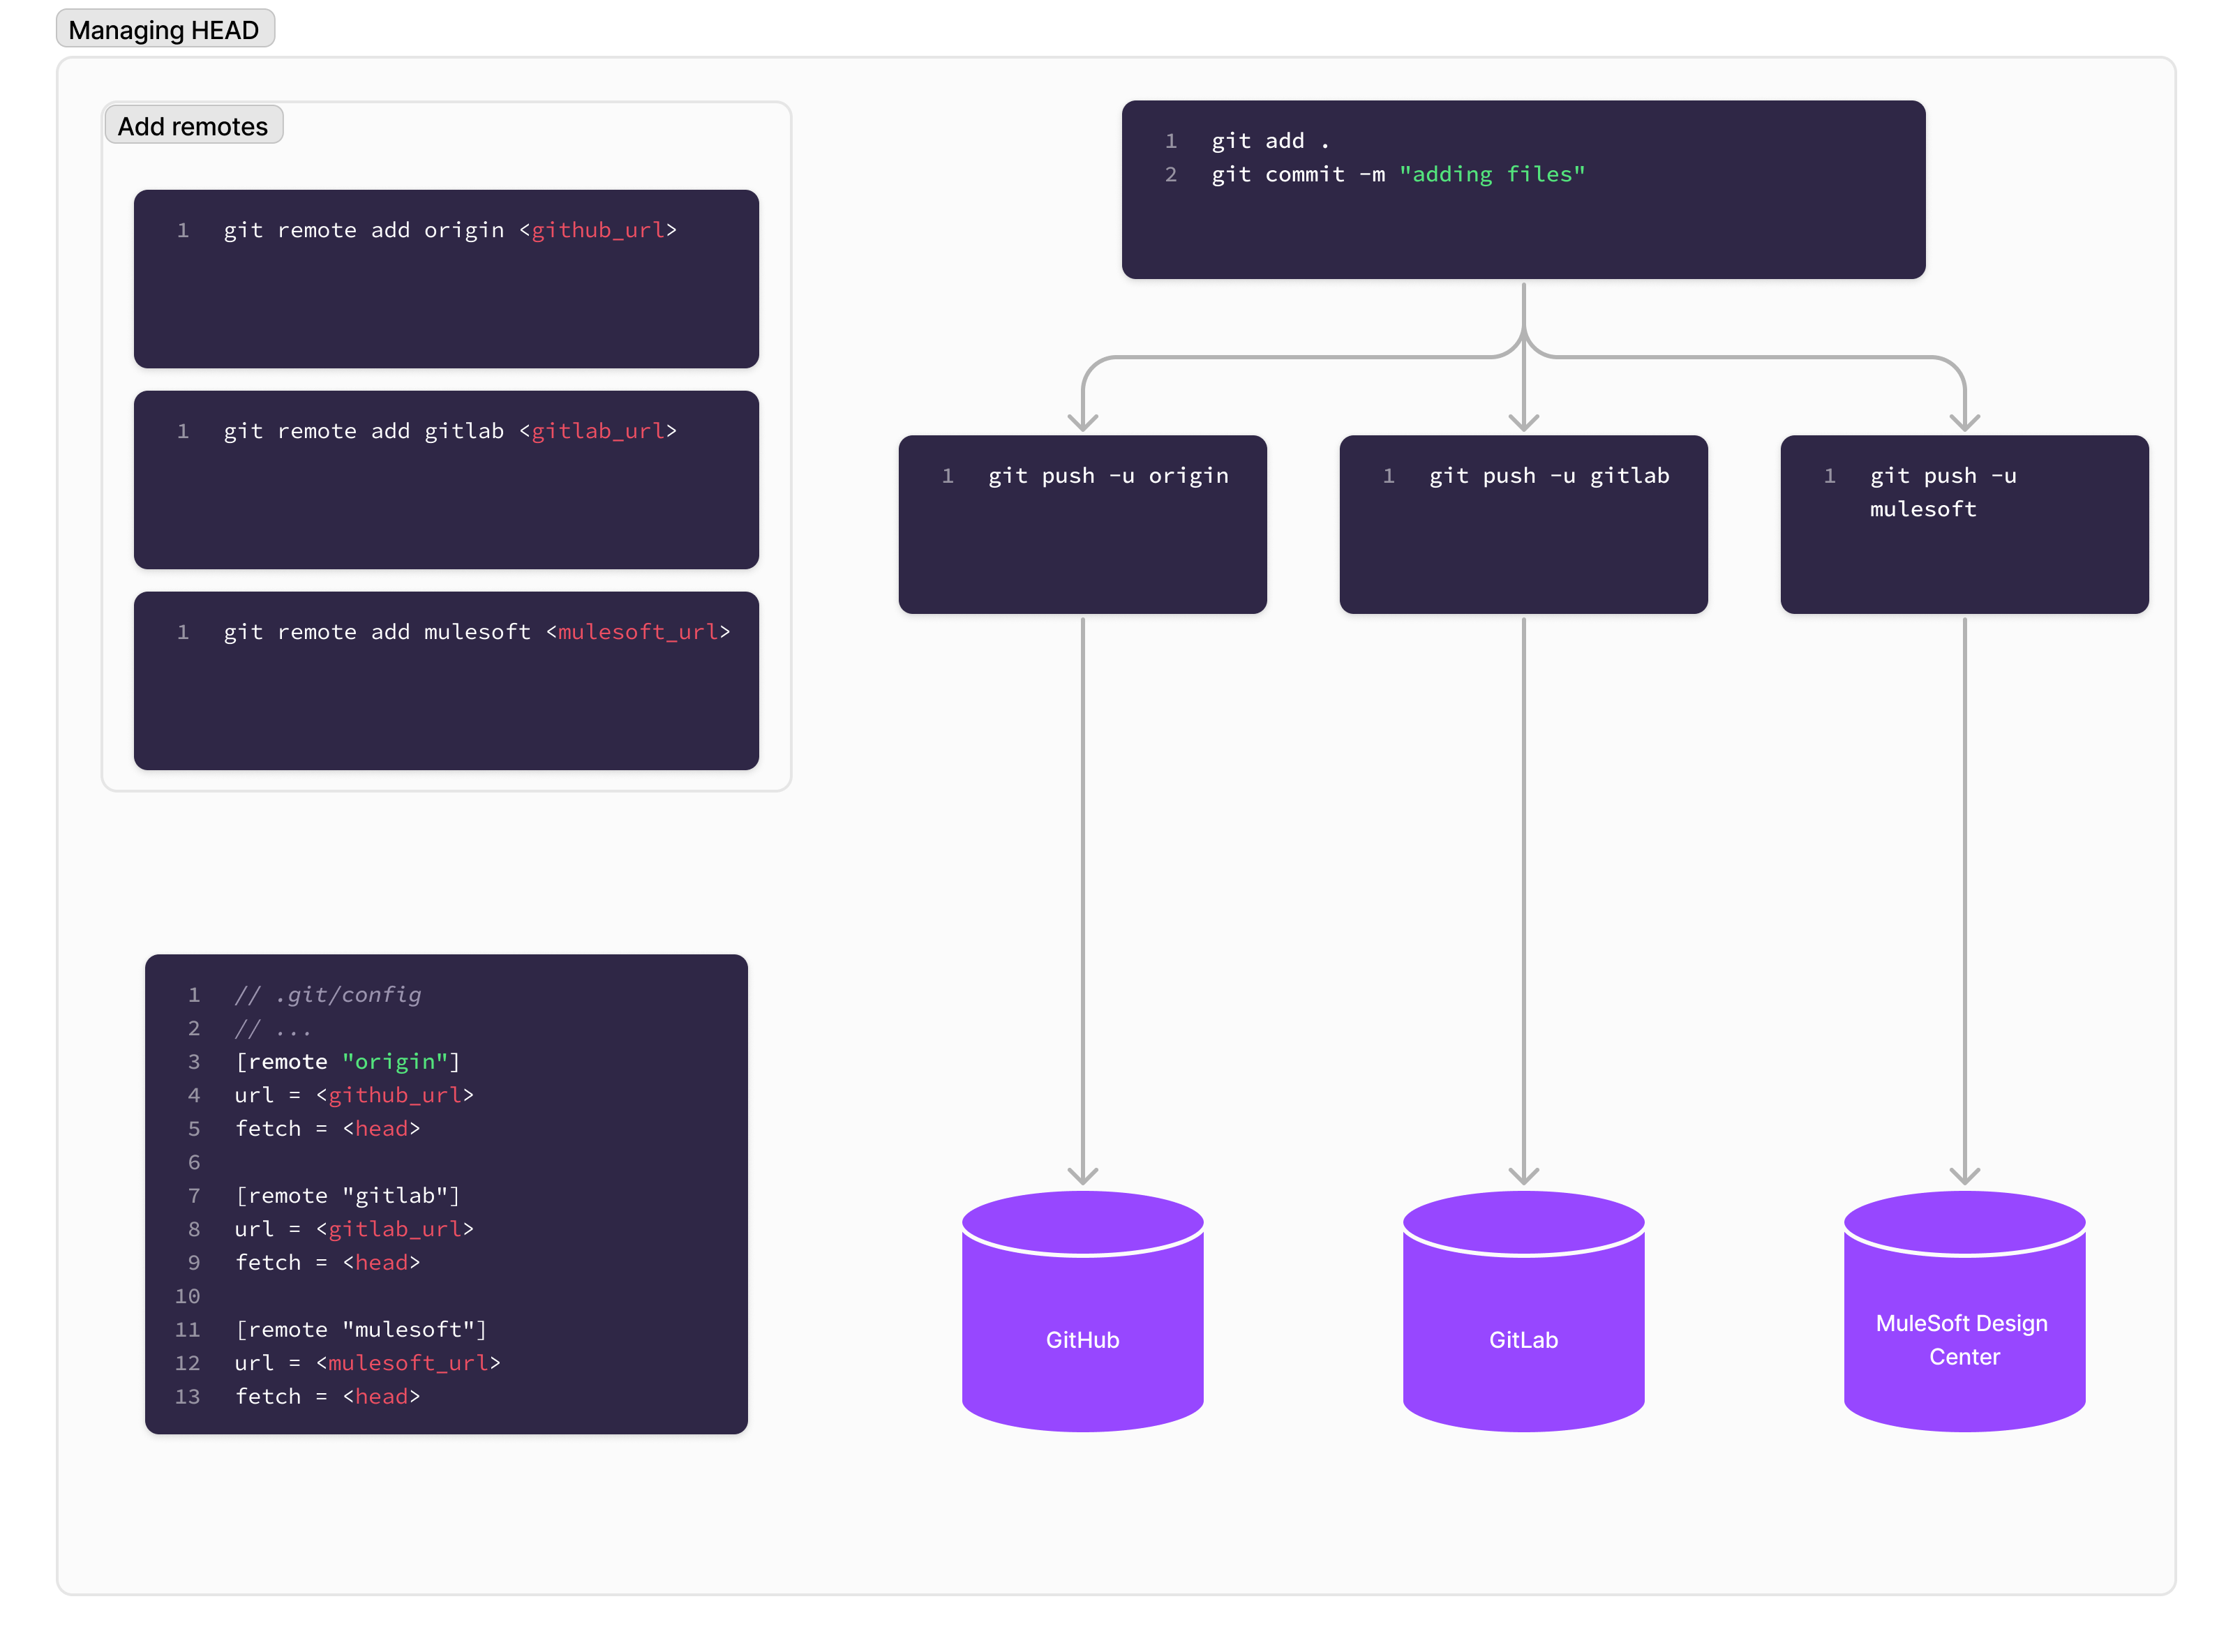 Managing HEAD
Add remotes
1 git remote add origin <github_url>
1 git remote add gitlab <gitlab_url>
1 git remote add mulesoft <mulesoft_url>
1 // .git/config
2 // ...
3 [remote "origin"]
4 url = <github_url>
5 fetch = <head>
6
7 [remote "gitlab"]
8 url = <gitlab_url>
9 fetch = <head>
10
11 [remote "mulesoft"]
12 url = <mulesoft_url>
13 fetch = <head>
1 git add .
2 git commit -m "adding files"
1 git push -u origin
1 git push -u gitlab
1 git push -u
mulesoft
GitHub
GitLab
MuleSoft Design
Center